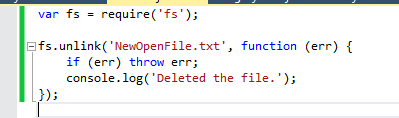 var fs = require('fs');
fs.unlink('NewOpenFile.txt', function (err) {
if (err) throw err;
console.log('Deleted the file.');
});